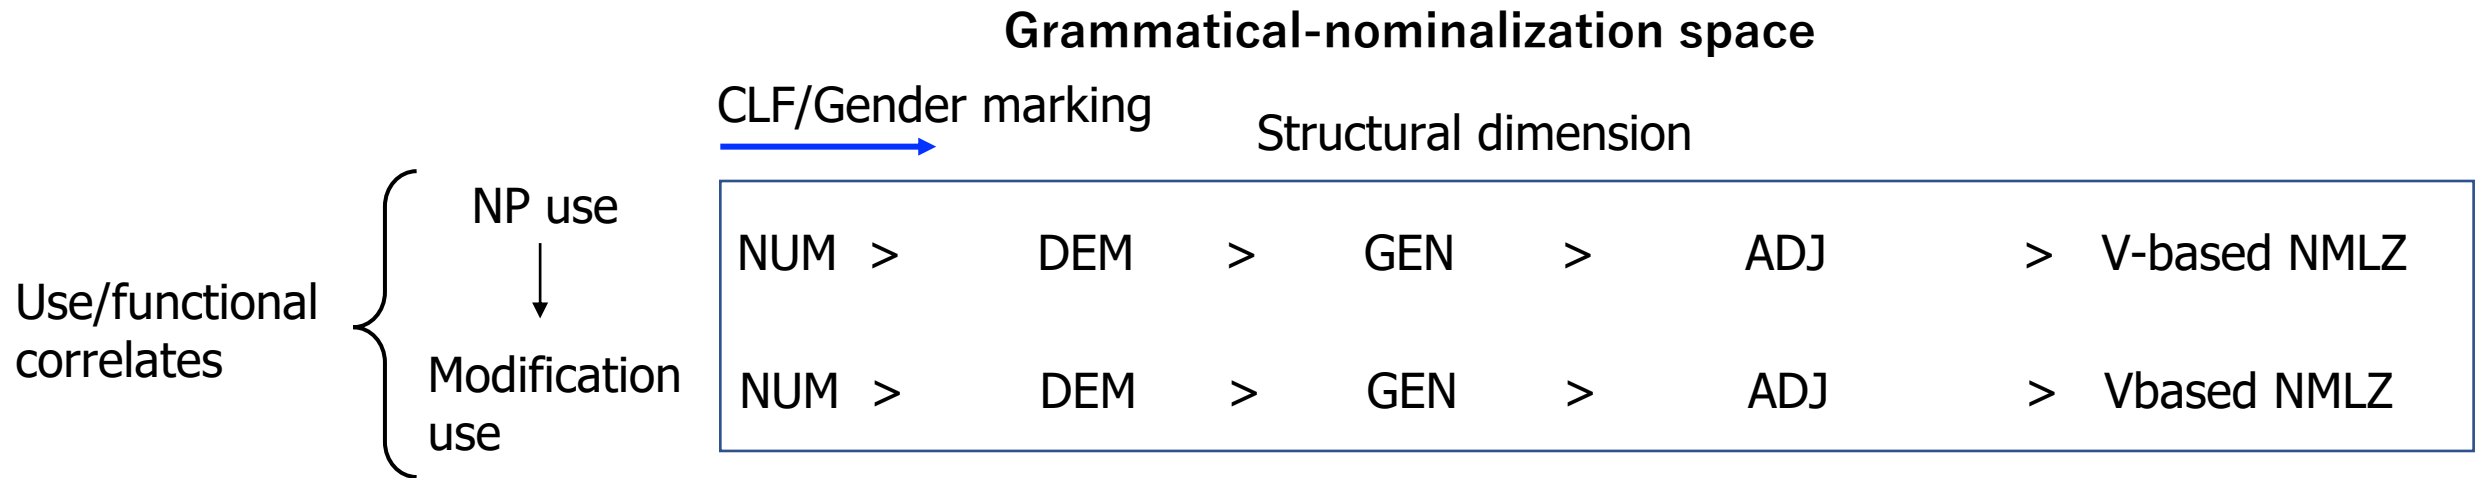 Grammatical-nominalization space
CLF/Gender marking
Structural dimension
NP use
NUM > DEM > GEN > ADJ > V-based NMLZ
Use/functional
correlates
Modification
use
NUM > DEM > GEN > ADJ > Vbased NMLZ